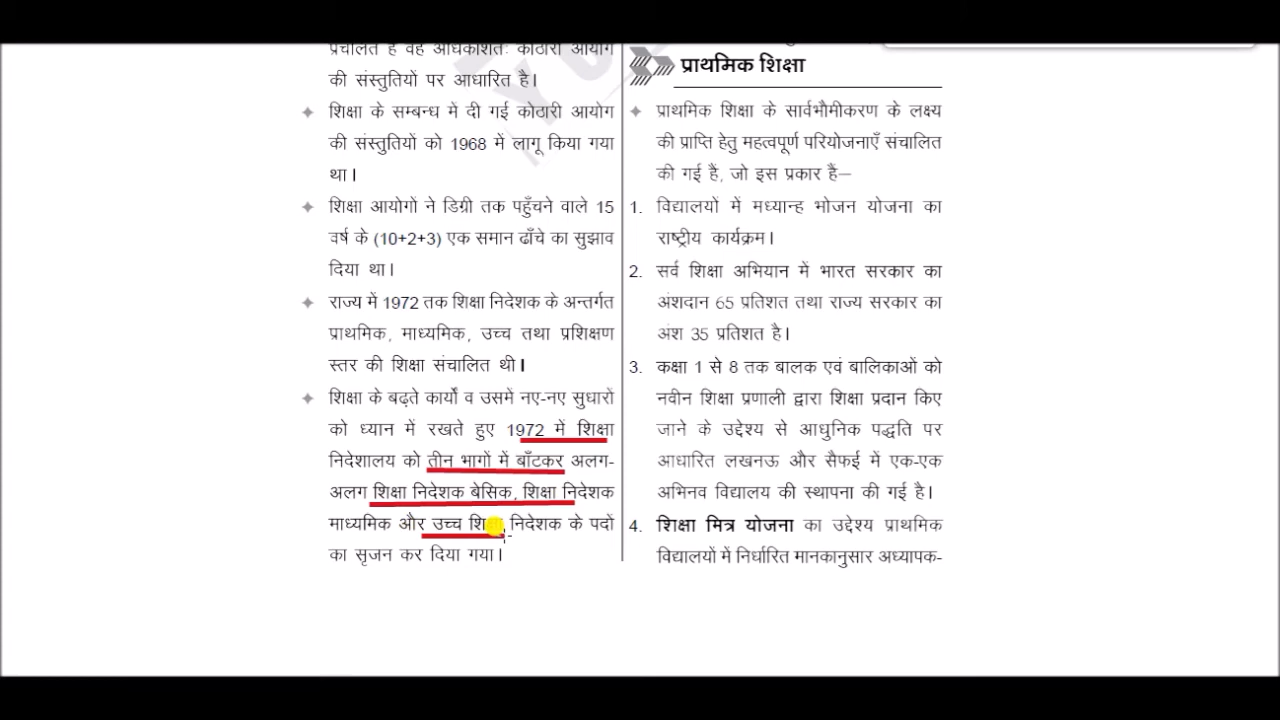 प्रचलित है वह अधिकांशतः कोठारी आयोग
की संस्तुतियों पर आधारित है।
शिक्षा के सम्बन्ध में दी गई कोठारी आयोग
की संस्तुतियों को 1968 में लागू किया गया
था।
शिक्षा आयोगो ने डिग्री तक पहुँचने वाले 15
वर्ष के (10+2+3) एक समान ढाँचे का सुझाव
दिया था।
राज्य में 1972 तक शिक्षा निदेशक के अन्तर्गत
प्राथमिक, माध्यमिक, उच्च तथा प्रशिक्षण
स्तर की शिक्षा संचालित थी।
शिक्षा के बढ़ते कार्यों व उसमें नए-नए सुधारों
को ध्यान में रखते हुए 1972 में शिक्षा
निदेशालय को तीन भागों में बाँटकर अलग-
अलग शिक्षा निदेशक बेसिक, शिक्षा निदेशक
माध्यमिक और उच्च शिक्षा निदेशक के पदों
का सृजन कर दिया गया।
प्राथमिक शिक्षा
प्राथमिक शिक्षा के सार्वभौमीकरण के लक्ष्य
की प्राप्ति हेतु महत्वपूर्ण परियोजनाएँ संचालित
की गई हैं, जो इस प्रकार हैं—
1. विद्यालयों में मध्यान्ह भोजन योजना का
राष्ट्रीय कार्यक्रम।
2. सर्व शिक्षा अभियान में भारत सरकार का
अंशदान 65 प्रतिशत तथा राज्य सरकार का
अंश 35 प्रतिशत है।
3. कक्षा 1 से 8 तक बालक एवं बालिकाओं को
नवीन शिक्षा प्रणाली द्वारा शिक्षा प्रदान किए
जाने के उद्देश्य से आधुनिक पद्धति पर
आधारित लखनऊ और सैफई में एक-एक
अभिनव विद्यालय की स्थापना की गई है।
4. शिक्षा मित्र योजना का उद्देश्य प्राथमिक
विद्यालयों में निर्धारित मानकानुसार अध्यापक-